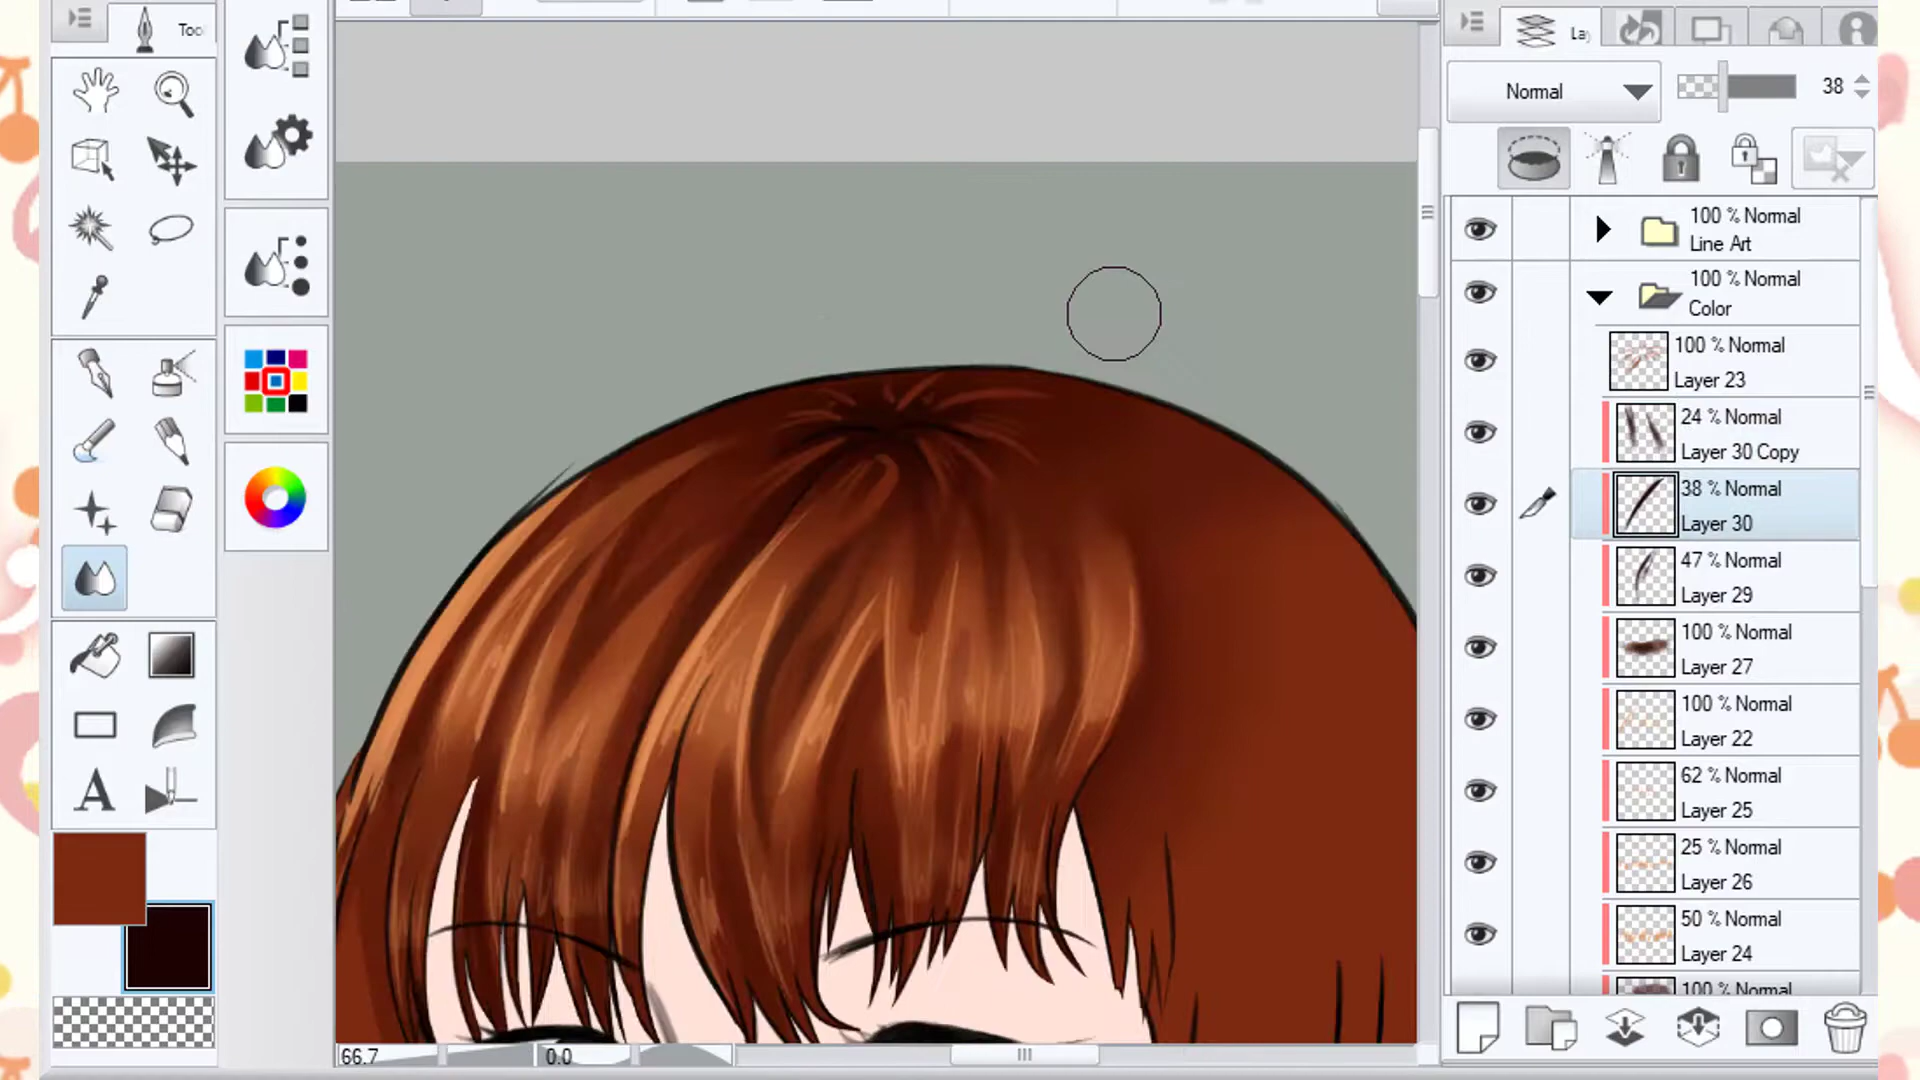 Too
La
Normal
38
100 % Normal
Line Art
100 % Normal
Color
100 % Normal
Layer 23
24 % Normal
Layer 30 Copy
38 % Normal
Layer 30
47 % Normal
Layer 29
100 % Normal
Layer 27
100 % Normal
Layer 22
62 % Normal
Layer 25
25 % Normal
Layer 26
50 % Normal
Layer 24
100 % Normal
66.7
0.0